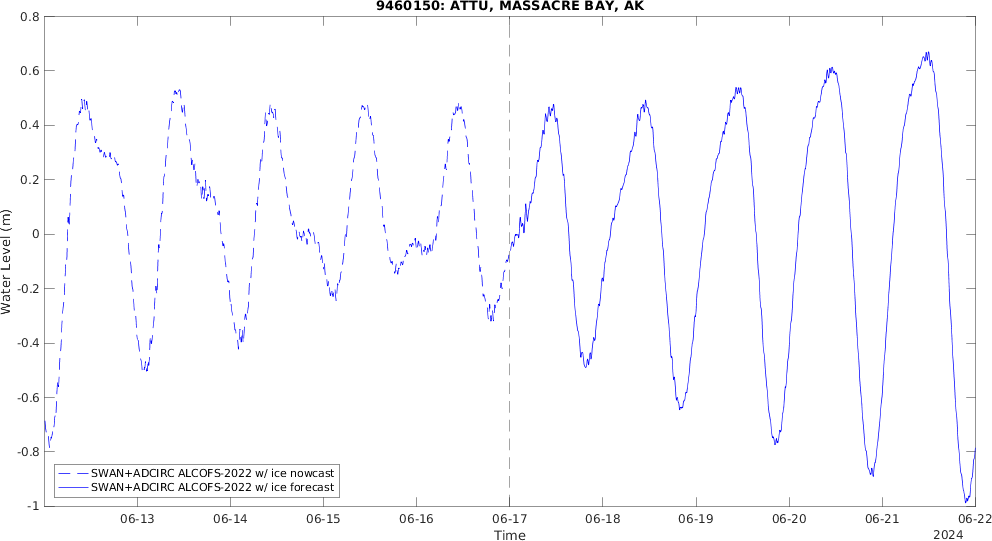 9460150: ATTU, MASSACRE BAY, AK
Water Level (m)
0.8
0.6
0.4
0.2
0
-0.2
-0.4
-0.6
-0.8
-1
SWAN+ADCIRC ALCOFS-2022 w/ ice nowcast
SWAN+ADCIRC ALCOFS-2022 w/ ice forecast
06-13 06-14 06-15 06-16 06-17 06-18 06-19 06-20 06-21 06-22
Time
2024